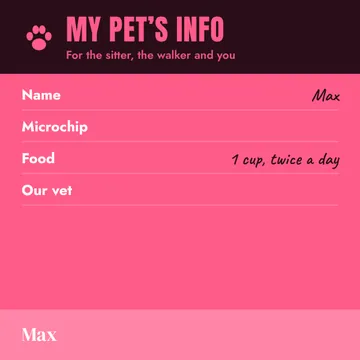 MY PET'S INFO
For the sitter, the walker and you
Name Max
Microchip
Food 1 cup, twice a day
Our vet
Max